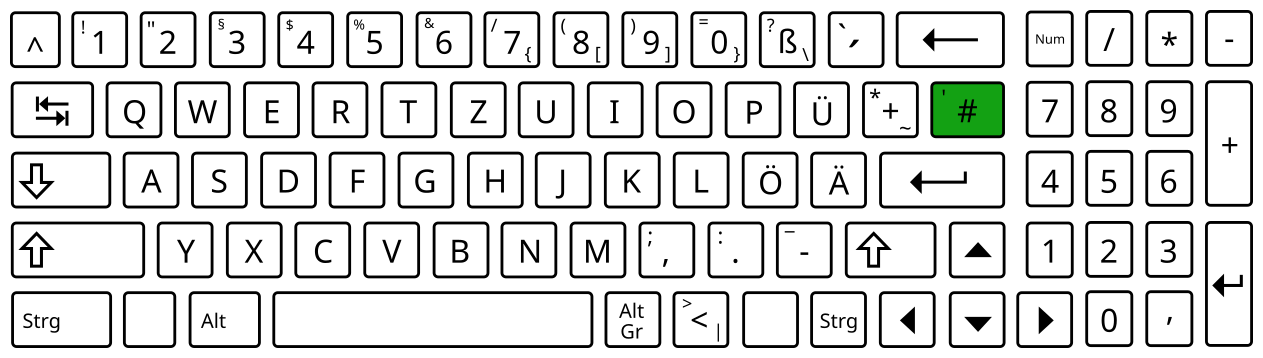 ^ ! 1 " 2 § 3 $ 4 % 5 & 6 / 7 { ( 8 [ ) 9 ] = 0 } ? ß \ ` ´ Num / * -
Q W E R T Z U I O P Ü * + ~ ' # 7 8 9 +
A S D F G H J K L Ö Ä 4 5 6
Y X C V B N M ; , : . _ - 1 2 3
Strg Alt Alt Gr > < | Strg 0 ,